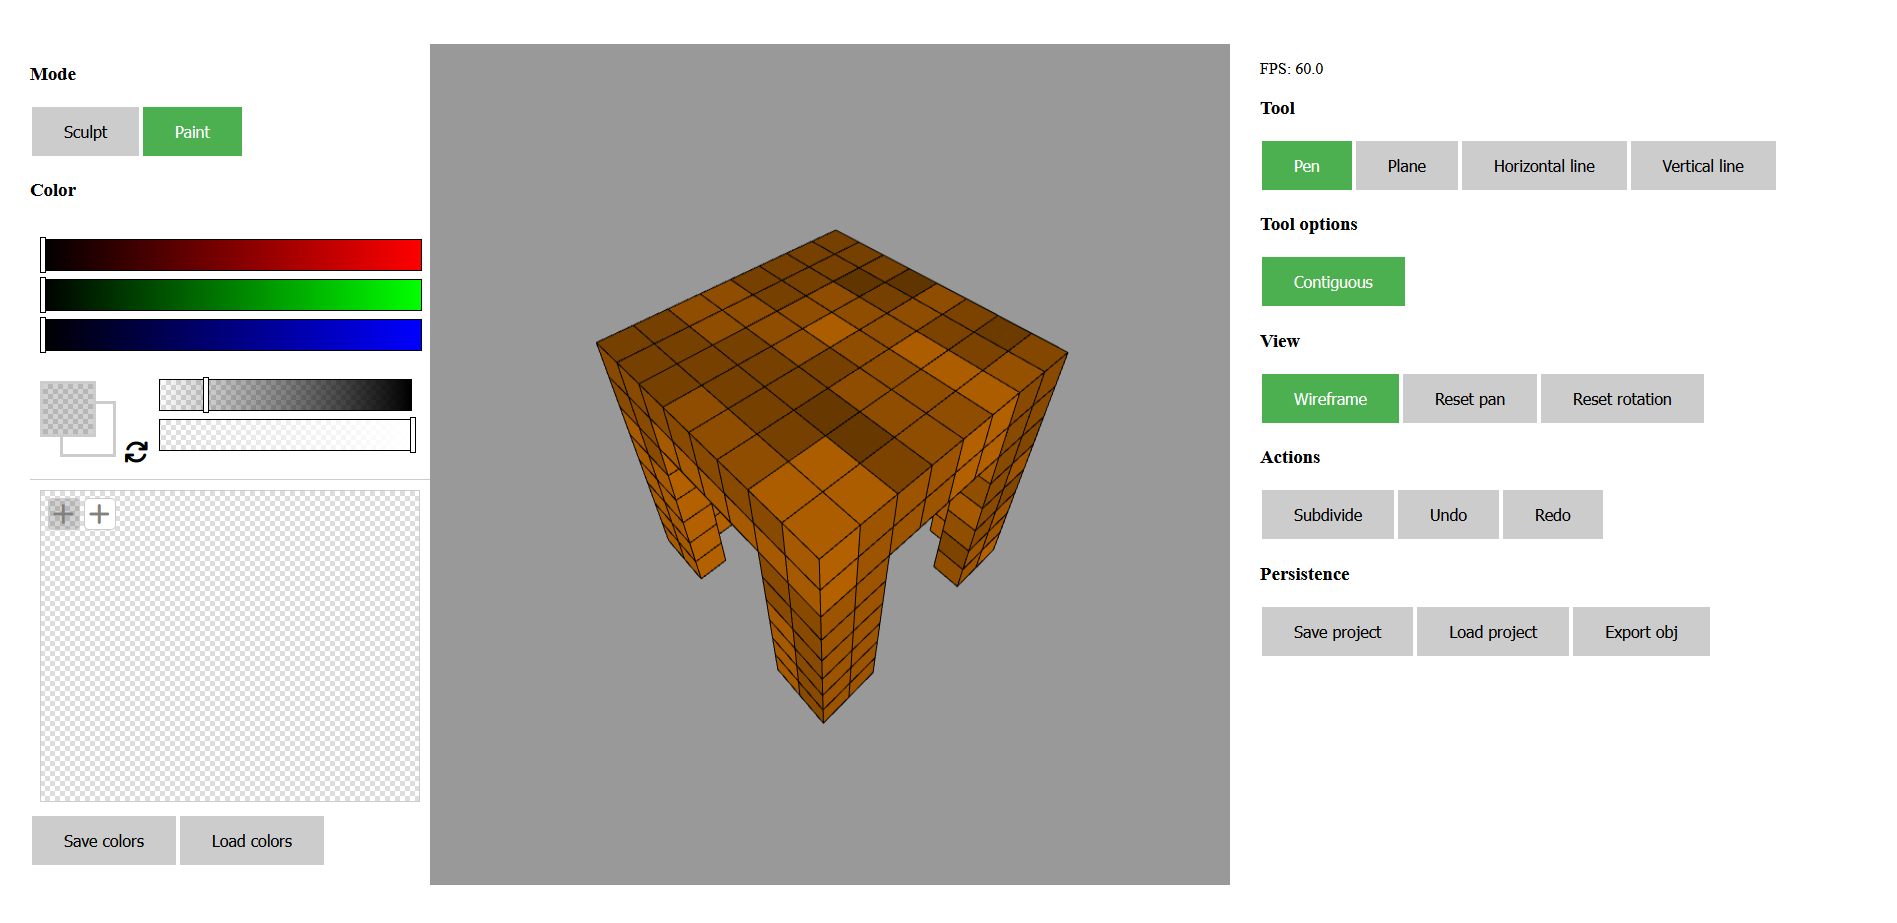 Mode
Sculpt Paint
Color
Save colors Load colors
FPS: 60.0
Tool
Pen Plane Horizontal line Vertical line
Tool options
Contiguous
View
Wireframe Reset pan Reset rotation
Actions
Subdivide Undo Redo
Persistence
Save project Load project Export obj